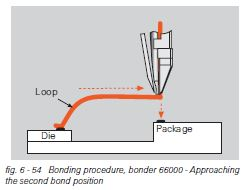 Loop
Die
Package
fig. 6 - 54 Bonding procedure, bonder 66000 - Approaching
the second bond position